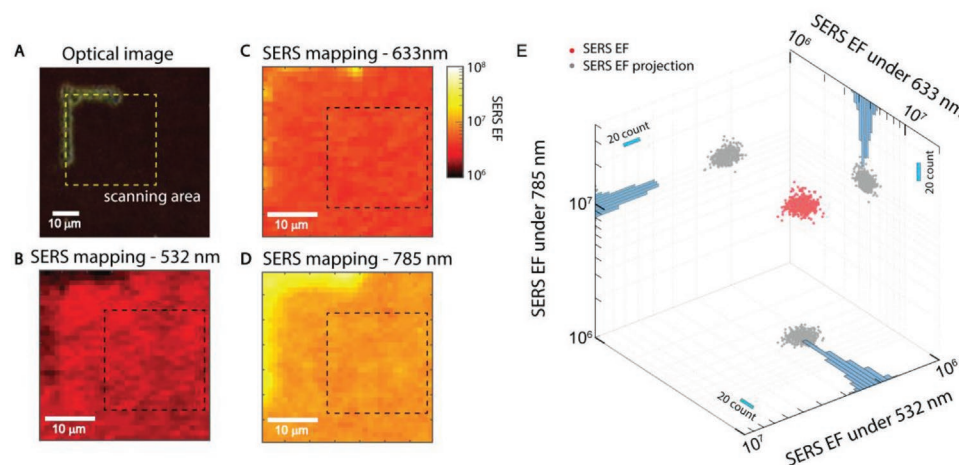 A
Optical image
scanning area
10 μm
B
SERS mapping - 532 nm
10 μm
C
SERS mapping - 633nm
10 μm
10⁸
10⁷
10⁶
SERS EF
D
SERS mapping - 785 nm
10 μm
E
SERS EF
SERS EF projection
10⁶
SERS EF under 633 nm
10⁷
20 count
20 count
SERS EF under 785 nm
10⁷
10⁶
20 count
10⁷
SERS EF under 532 nm
10⁶